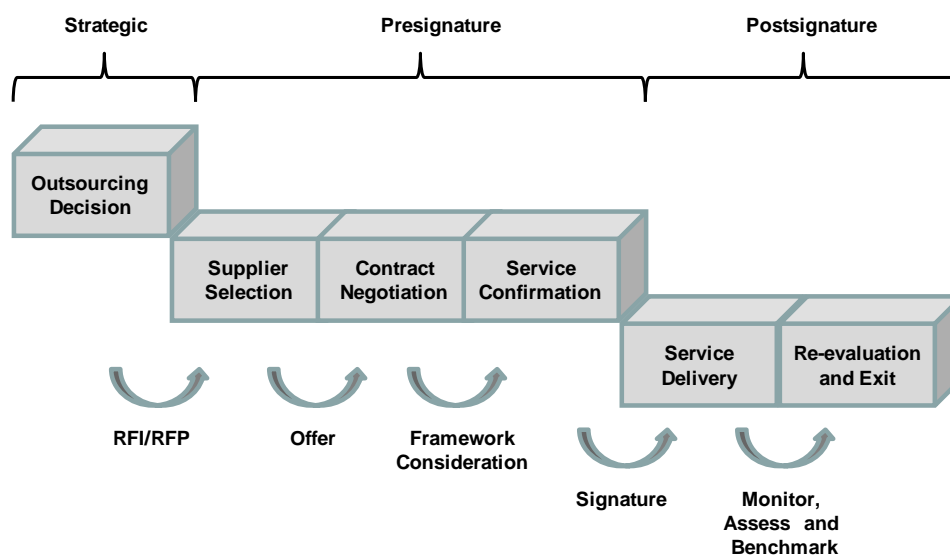 Strategic
Presignature
Postsignature
Outsourcing
Decision
Supplier
Selection
Contract
Negotiation
Service
Confirmation
Service
Delivery
Re-evaluation
and Exit
RFI/RFP
Offer
Framework
Consideration
Signature
Monitor,
Assess and
Benchmark